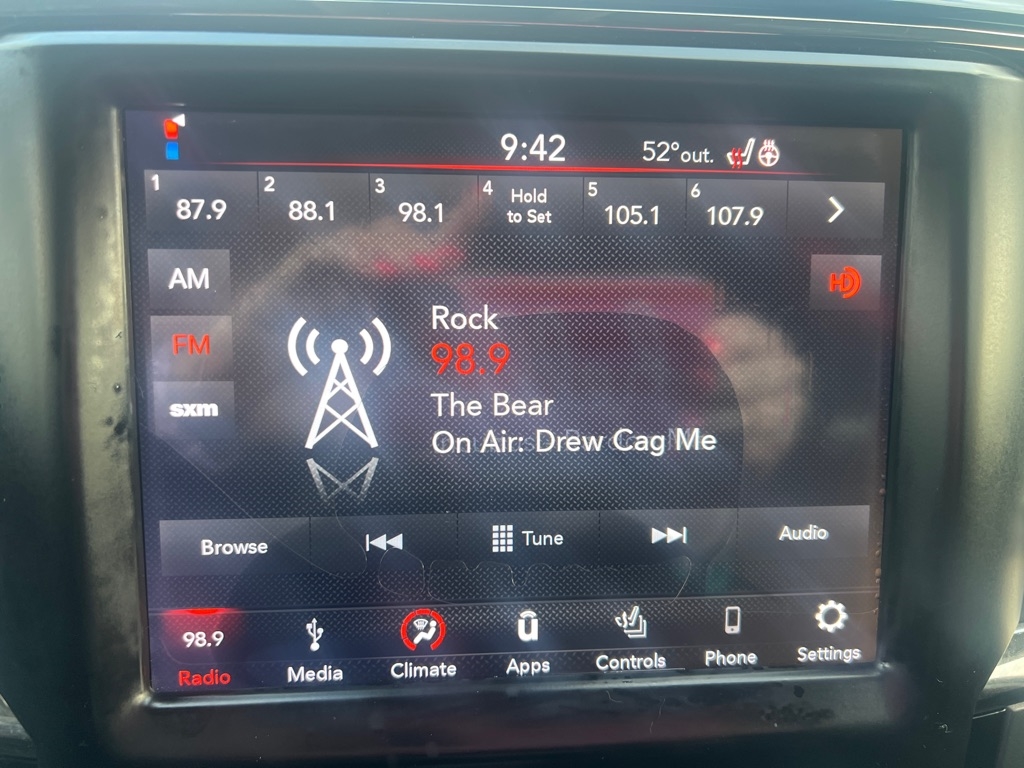 9:42 52°out.
1 87.9 2 88.1 3 98.1 4 Hold to Set 5 105.1 6 107.9
AM
HD
Rock
FM
98.9
The Bear
sxm
On Air: Drew Cag Me
Browse Tune Audio
98.9
Radio Media Climate Apps Controls Phone Settings